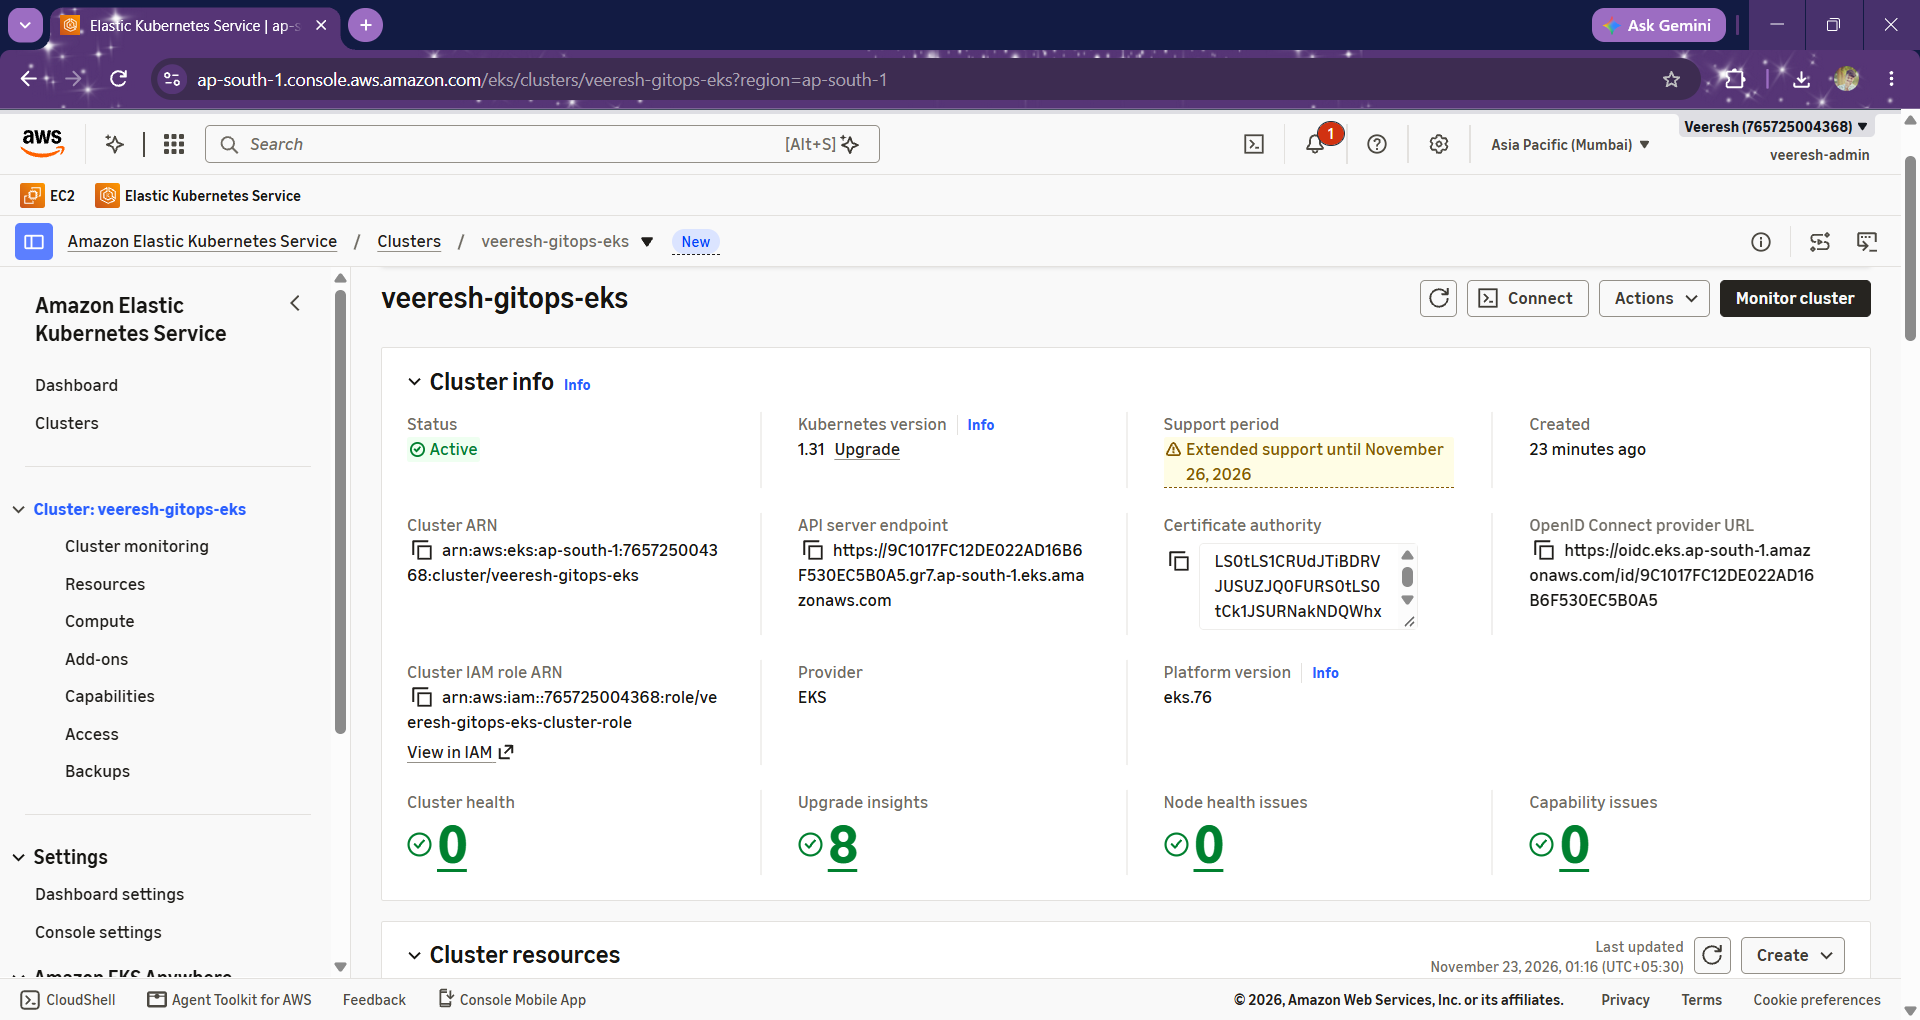 Elastic Kubernetes Service | ap-s
Ask Gemini
ap-south-1.console.aws.amazon.com/eks/clusters/veeresh-gitops-eks?region=ap-south-1
aws
Search
[Alt+S]
1
Asia Pacific (Mumbai)
Veeresh (765725004368)
veeresh-admin
EC2
Elastic Kubernetes Service
Amazon Elastic Kubernetes Service / Clusters / veeresh-gitops-eks
New
Amazon Elastic
Kubernetes Service
Dashboard
Clusters
Cluster: veeresh-gitops-eks
Cluster monitoring
Resources
Compute
Add-ons
Capabilities
Access
Backups
Settings
Dashboard settings
Console settings
Amazon EKS Anywhere
veeresh-gitops-eks
Connect
Actions
Monitor cluster
Cluster info Info
Status
Active
Kubernetes version Info
1.31 Upgrade
Support period
Extended support until November
26, 2026
Created
23 minutes ago
Cluster ARN
arn:aws:eks:ap-south-1:7657250043
68:cluster/veeresh-gitops-eks
API server endpoint
https://9C1017FC12DE022AD16B6
F530EC5B0A5.gr7.ap-south-1.eks.ama
zonaws.com
Certificate authority
LS0tLS1CRUdJTiBDRV
JUSUZJQ0FURS0tLS0
tCk1JSURNakNDQWhx
OpenID Connect provider URL
https://oidc.eks.ap-south-1.amaz
onaws.com/id/9C1017FC12DE022AD16
B6F530EC5B0A5
Cluster IAM role ARN
arn:aws:iam::765725004368:role/ve
eresh-gitops-eks-cluster-role
View in IAM
Provider
EKS
Platform version Info
eks.76
Cluster health
0
Upgrade insights
8
Node health issues
0
Capability issues
0
Cluster resources
Last updated
November 23, 2026, 01:16 (UTC+05:30)
Create
CloudShell
Agent Toolkit for AWS
Feedback
Console Mobile App
© 2026, Amazon Web Services, Inc. or its affiliates.
Privacy
Terms
Cookie preferences